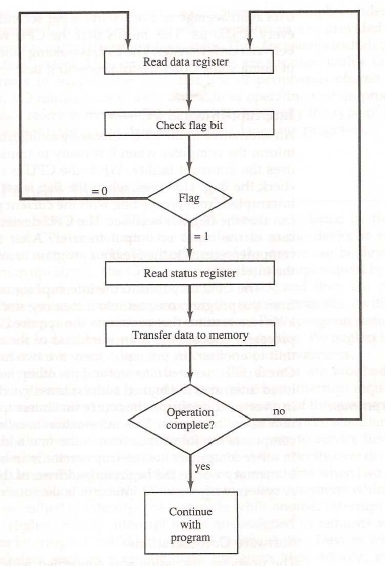 Read data register
Check flag bit
= 0
Flag
= 1
Read status register
Transfer data to memory
Operation
complete?
no
yes
Continue
with
program